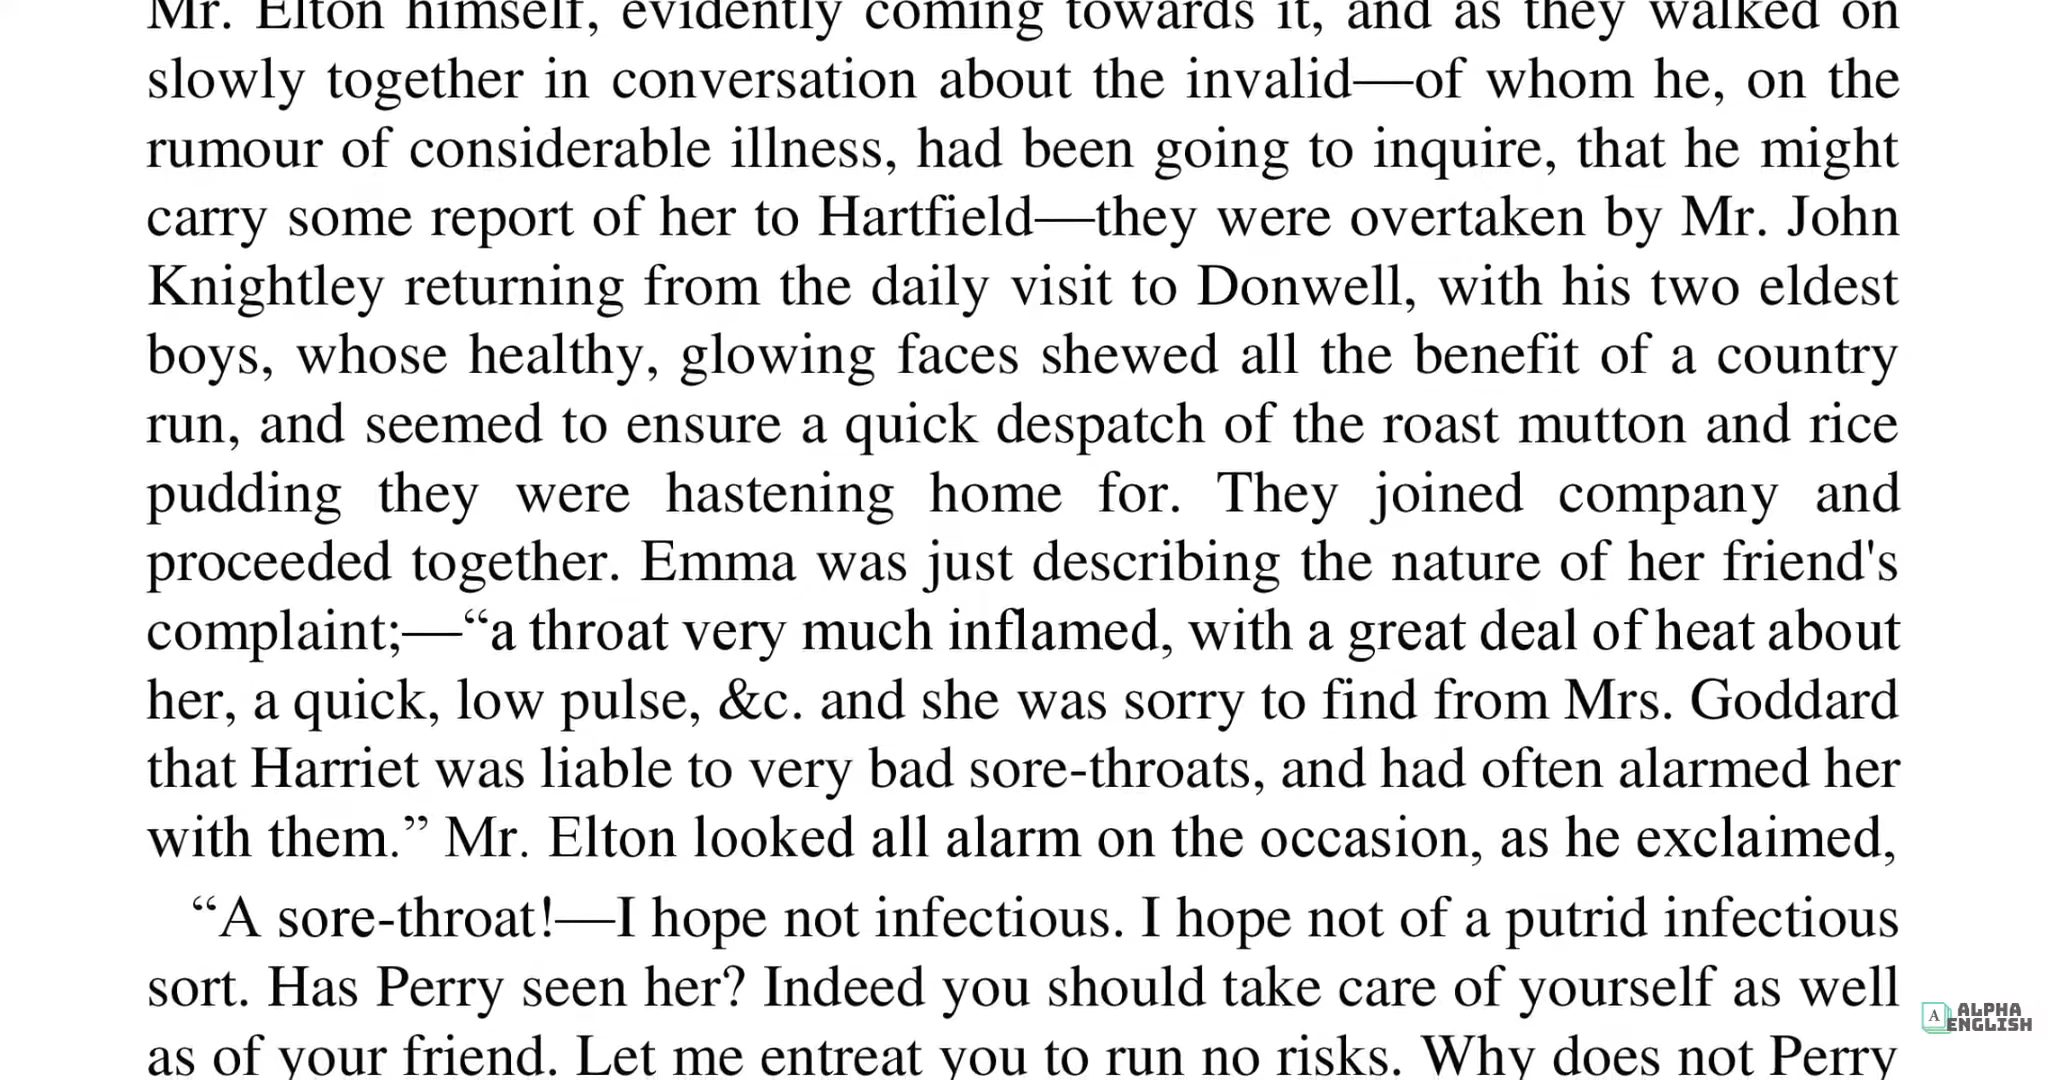 Mr. Elton himself, evidently coming towards it, and as they walked on
slowly together in conversation about the invalid—of whom he, on the
rumour of considerable illness, had been going to inquire, that he might
carry some report of her to Hartfield—they were overtaken by Mr. John
Knightley returning from the daily visit to Donwell, with his two eldest
boys, whose healthy, glowing faces shewed all the benefit of a country
run, and seemed to ensure a quick despatch of the roast mutton and rice
pudding they were hastening home for. They joined company and
proceeded together. Emma was just describing the nature of her friend's
complaint;—“a throat very much inflamed, with a great deal of heat about
her, a quick, low pulse, &c. and she was sorry to find from Mrs. Goddard
that Harriet was liable to very bad sore-throats, and had often alarmed her
with them.” Mr. Elton looked all alarm on the occasion, as he exclaimed,
“A sore-throat!—I hope not infectious. I hope not of a putrid infectious
sort. Has Perry seen her? Indeed you should take care of yourself as well
as of your friend. Let me entreat you to run no risks. Why does not Perry
A ALPHA
ENGLISH